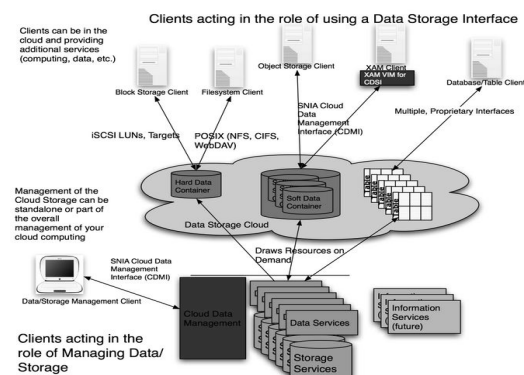 Clients acting in the role of using a Data Storage Interface
Clients can be in the
cloud and providing
additional services
(computing, data, etc.)
Block Storage Client
Filesystem Client
Object Storage Client
XAM Client
XAM VIM for
CDSI
Database/Table Client
iSCSI LUNs, Targets
POSIX (NFS, CIFS,
WebDAV)
SNIA Cloud
Data
Management
Interface (CDMI)
Multiple, Proprietary Interfaces
Hard Data
Container
Soft Data
Container
Table
Table
Table
Table
Table
Management of the
Cloud Storage can be
standalone or part of
the overall
management of your
cloud computing
Data Storage Cloud
Draws Resources on
Demand
SNIA Cloud Data
Management
Interface (CDMI)
Data/Storage Management Client
Cloud Data
Management
Data Services
Storage
Services
Information
Services
(future)
Clients acting in the
role of Managing Data/
Storage